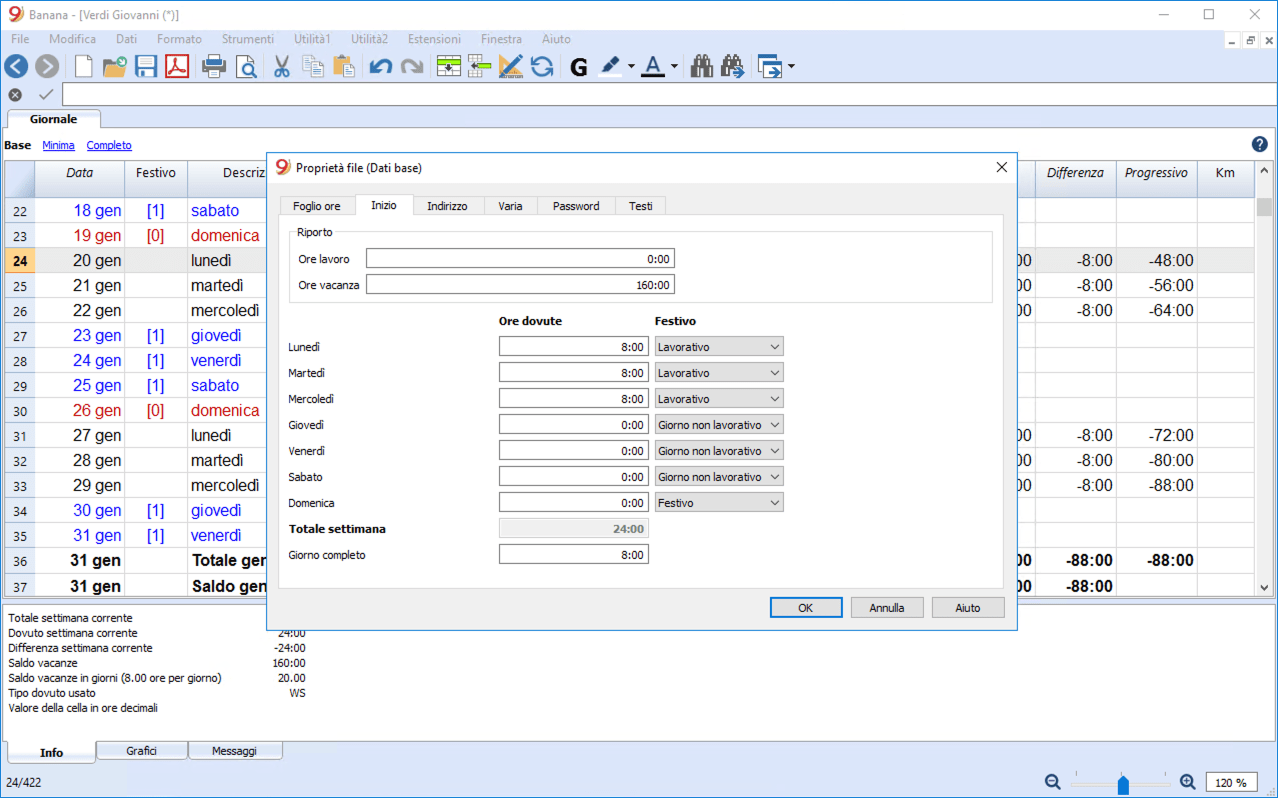 Banana - [Verdi Giovanni (*)]
File Modifica Dati Formato Strumenti Utilità1 Utilità2 Estensioni Finestra Aiuto
G A
Giornale
Base Minima Completo ?
Data Festivo Descriz Differenza Progressivo Km
22 18 gen [1] sabato
23 19 gen [0] domenica
24 20 gen lunedì 00 -8:00 -48:00
25 21 gen martedì 00 -8:00 -56:00
26 22 gen mercoledì 00 -8:00 -64:00
27 23 gen [1] giovedì
28 24 gen [1] venerdì
29 25 gen [1] sabato
30 26 gen [0] domenica
31 27 gen lunedì 00 -8:00 -72:00
32 28 gen martedì 00 -8:00 -80:00
33 29 gen mercoledì 00 -8:00 -88:00
34 30 gen [1] giovedì
35 31 gen [1] venerdì
36 31 gen Totale gen 00 -88:00 -88:00
37 31 gen Saldo gen 00 -88:00
Proprietà file (Dati base)
Foglio ore Inizio Indirizzo Varia Password Testi
Riporto
Ore lavoro 0:00
Ore vacanza 160:00
Ore dovute Festivo
Lunedì 8:00 Lavorativo
Martedì 8:00 Lavorativo
Mercoledì 8:00 Lavorativo
Giovedì 0:00 Giorno non lavorativo
Venerdì 0:00 Giorno non lavorativo
Sabato 0:00 Giorno non lavorativo
Domenica 0:00 Festivo
Totale settimana 24:00
Giorno completo 8:00
OK Annulla Aiuto
Totale settimana corrente
Dovuto settimana corrente 24:00
Differenza settimana corrente -24:00
Saldo vacanze 160:00
Saldo vacanze in giorni (8.00 ore per giorno) 20.00
Tipo dovuto usato WS
Valore della cella in ore decimali
Info Grafici Messaggi
24/422 120 %